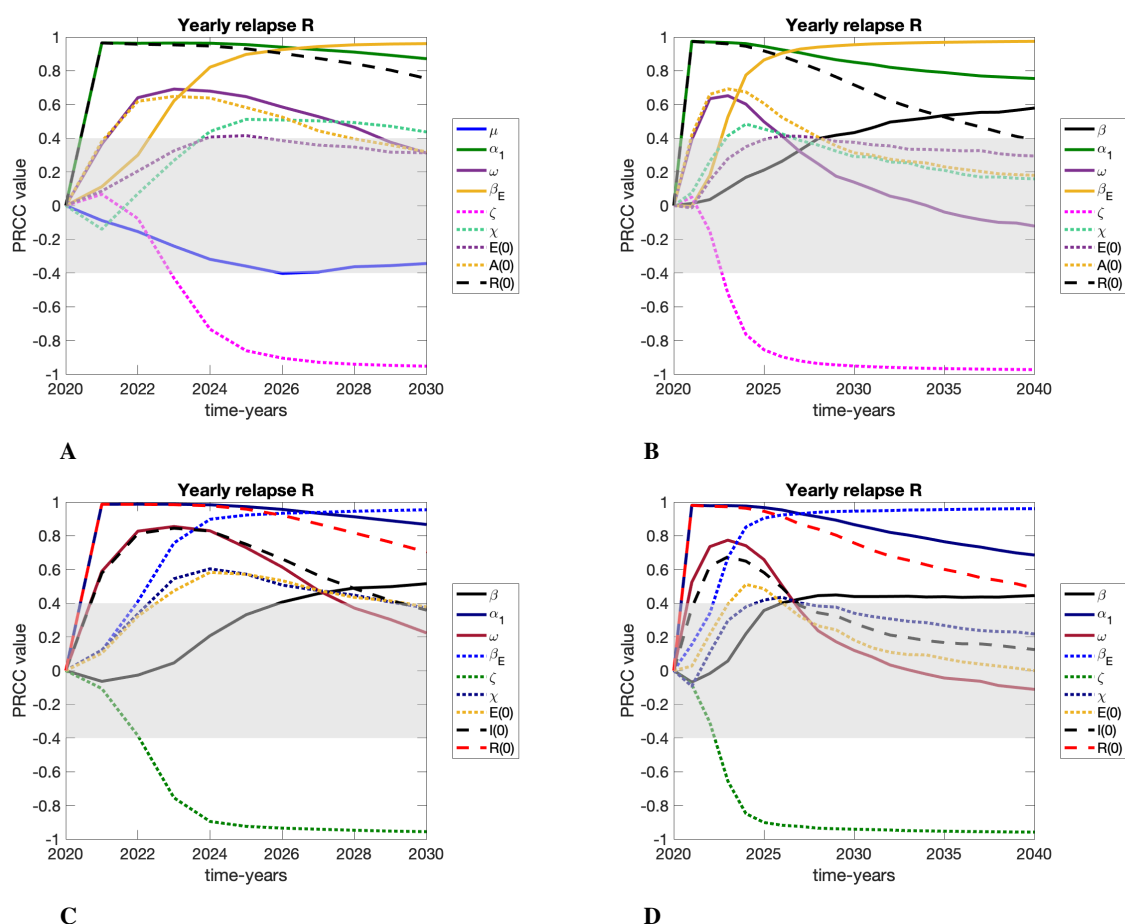 Yearly relapse R
1
0.8
0.6
0.4
0.2
0
-0.2
-0.4
-0.6
-0.8
-1
PRCC value
2020 2022 2024 2026 2028 2030
time-years
μ
α1
ω
βE
ζ
χ
E(0)
A(0)
R(0)
A
Yearly relapse R
1
0.8
0.6
0.4
0.2
0
-0.2
-0.4
-0.6
-0.8
-1
PRCC value
2020 2025 2030 2035 2040
time-years
β
α1
ω
βE
ζ
χ
E(0)
A(0)
R(0)
B
Yearly relapse R
1
0.8
0.6
0.4
0.2
0
-0.2
-0.4
-0.6
-0.8
-1
PRCC value
2020 2022 2024 2026 2028 2030
time-years
β
α1
ω
βE
ζ
χ
E(0)
I(0)
R(0)
C
Yearly relapse R
1
0.8
0.6
0.4
0.2
0
-0.2
-0.4
-0.6
-0.8
-1
PRCC value
2020 2025 2030 2035 2040
time-years
β
α1
ω
βE
ζ
χ
E(0)
I(0)
R(0)
D